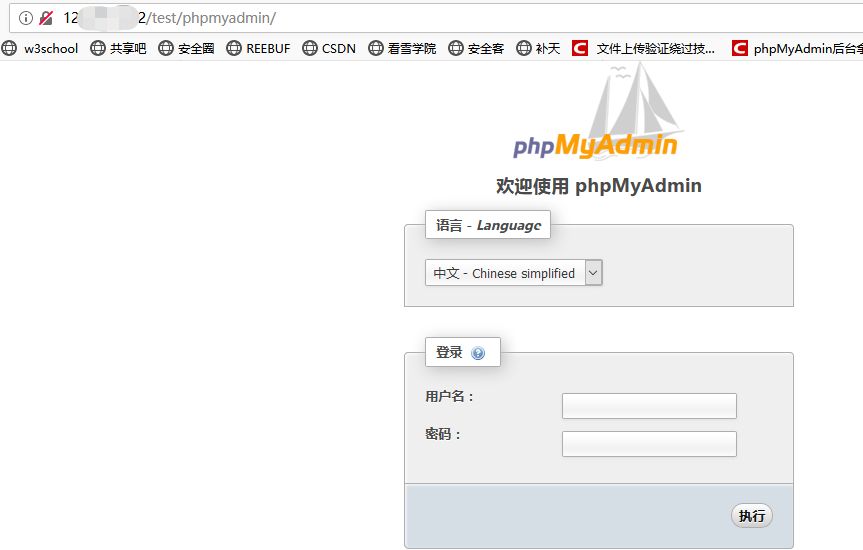 12 2/test/phpmyadmin/
w3school 共享吧 安全圈 REEBUF CSDN 看雪学院 安全客 补天 文件上传验证绕过技... phpMyAdmin后台
phpMyAdmin
欢迎使用 phpMyAdmin
语言 - Language
中文 - Chinese simplified
登录
用户名：
密码：
执行